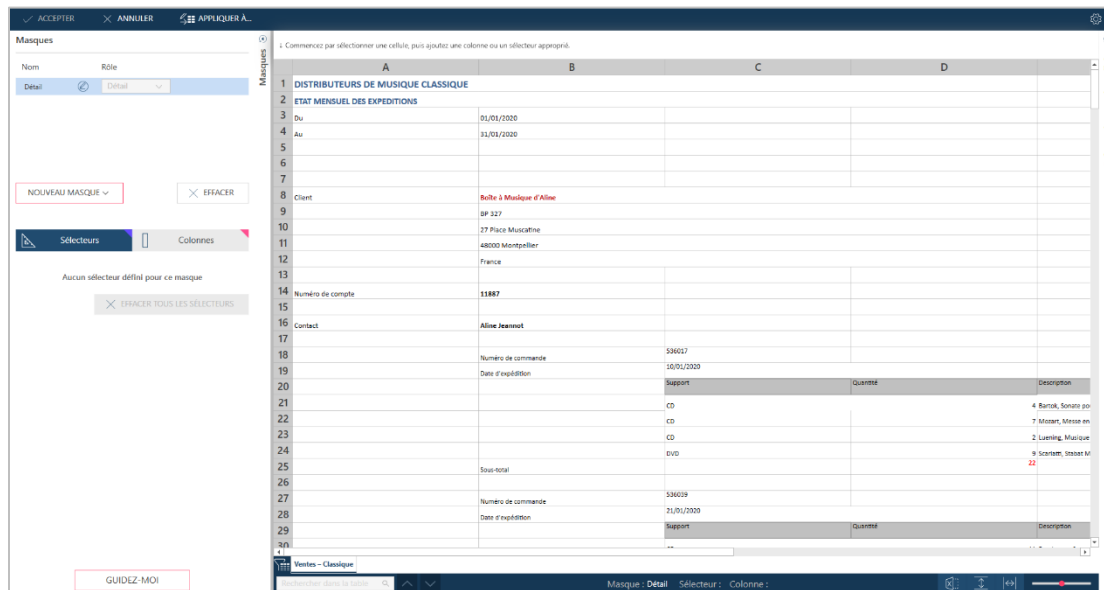 ACCEPTER ANNULER APPLIQUER À...
Masques
Masques
Nom Rôle
Détail Détail
NOUVEAU MASQUE EFFACER
Sélecteurs Colonnes
Aucun sélecteur défini pour ce masque
EFFACER TOUS LES SÉLECTEURS
GUIDEZ-MOI
↓ Commencez par sélectionner une cellule, puis ajoutez une colonne ou un sélecteur approprié.
A B C D
1 DISTRIBUTEURS DE MUSIQUE CLASSIQUE
2 ETAT MENSUEL DES EXPEDITIONS
3 Du 01/01/2020
4 Au 31/01/2020
5
6
7
8 Client Boîte à Musique d'Aline
9 BP 327
10 27 Place Muscatine
11 48000 Montpellier
12 France
13
14 Numéro de compte 11887
15
16 Contact Aline Jeannot
17
18 Numéro de commande 536017
19 Date d'expédition 10/01/2020
20 Support Quantité Description
21 CD 4 Bartok, Sonate po
22 CD 7 Mozart, Messe en
23 CD 2 Luening, Musique
24 DVD 9 Scarlatti, Stabat M
25 Sous-total 22
26
27 Numéro de commande 536039
28 Date d'expédition 21/01/2020
29 Support Quantité Description
30
Ventes – Classique
Rechercher dans la table Masque : Détail Sélecteur : Colonne :